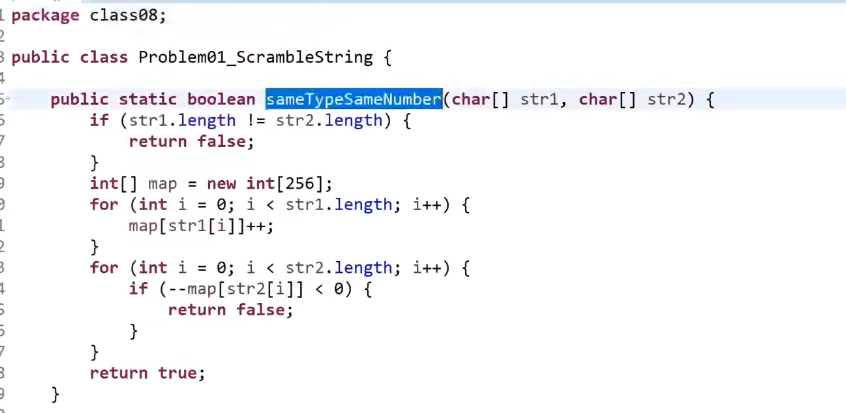 1 package class08;
2
3 public class Problem01_ScrambleString {
4
5 public static boolean sameTypeSameNumber(char[] str1, char[] str2) {
6 if (str1.length != str2.length) {
7 return false;
8 }
9 int[] map = new int[256];
0 for (int i = 0; i < str1.length; i++) {
1 map[str1[i]]++;
2 }
3 for (int i = 0; i < str2.length; i++) {
4 if (--map[str2[i]] < 0) {
5 return false;
6 }
7 }
8 return true;
9 }